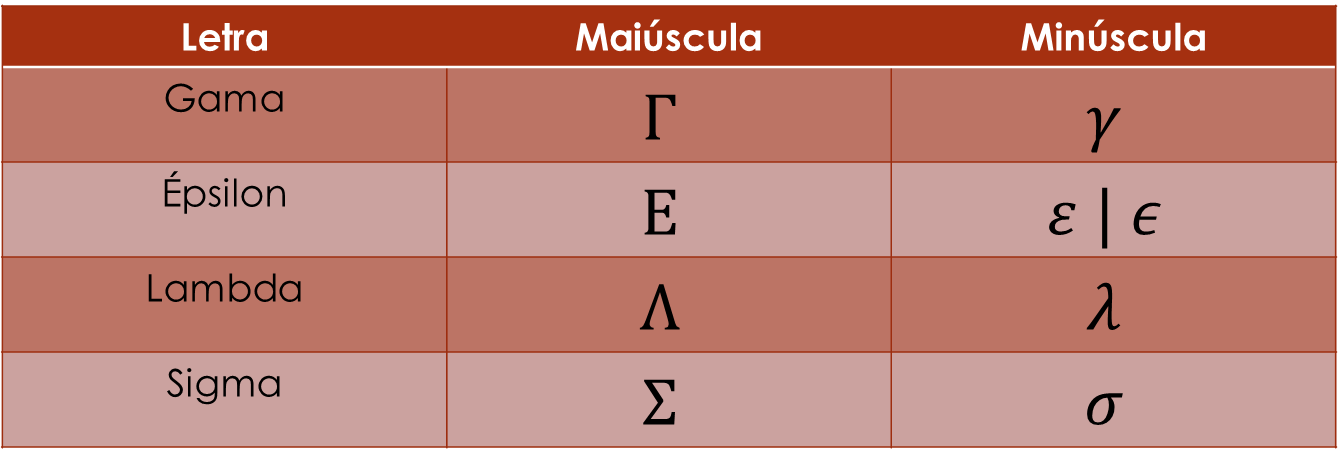 Letra Maiúscula Minúscula
Gama Γ γ
Épsilon Ε ε | ϵ
Lambda Λ λ
Sigma Σ σ